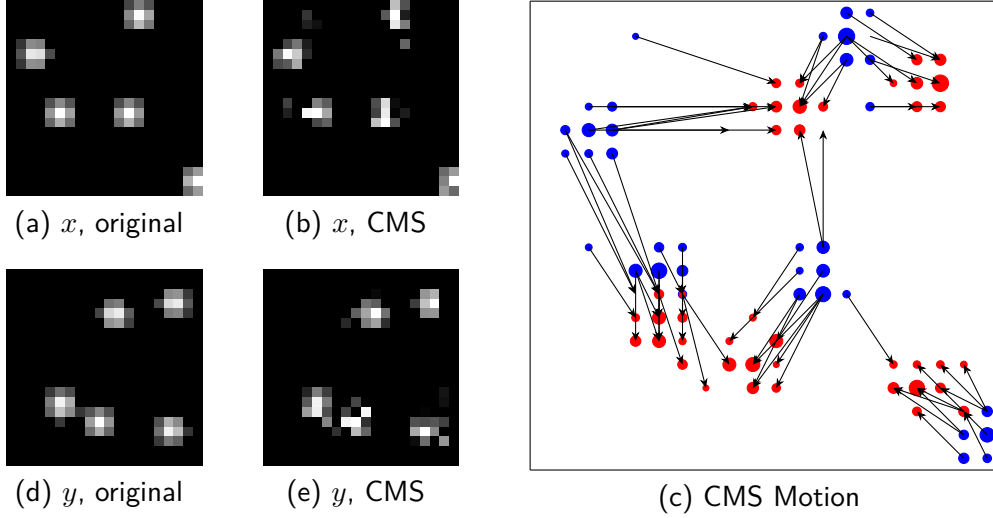 (a) x, original
(b) x, CMS
(d) y, original
(e) y, CMS
(c) CMS Motion